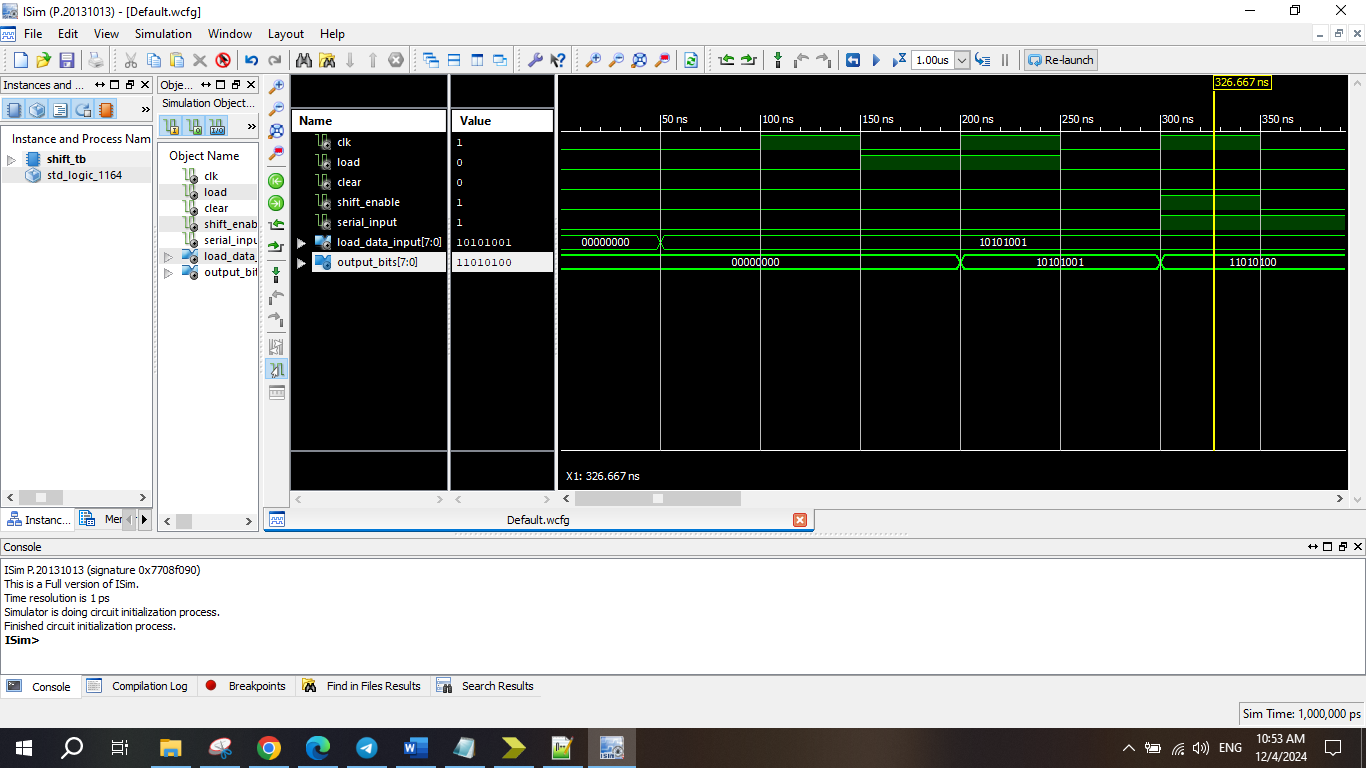 ISim (P.20131013) - [Default.wcfg]
File Edit View Simulation Window Layout Help
1.00us Re-launch
Instances and ...
Instance and Process Nam
shift_tb
std_logic_1164
Instanc...
Obje...
Simulation Object...
Object Name
clk
load
clear
shift_enab
serial_inpu
load_data_
output_bit
Name Value
clk 1
load 0
clear 0
shift_enable 1
serial_input 1
load_data_input[7:0] 10101001
output_bits[7:0] 11010100
326.667 ns
50 ns 100 ns 150 ns 200 ns 250 ns 300 ns 350 ns
00000000 10101001
00000000 10101001 11010100
X1: 326.667 ns
Default.wcfg
Console
ISim P.20131013 (signature 0x7708f090)
This is a Full version of ISim.
Time resolution is 1 ps
Simulator is doing circuit initialization process.
Finished circuit initialization process.
ISim>
Console Compilation Log Breakpoints Find in Files Results Search Results
Sim Time: 1,000,000 ps
ENG
10:53 AM
12/4/2024